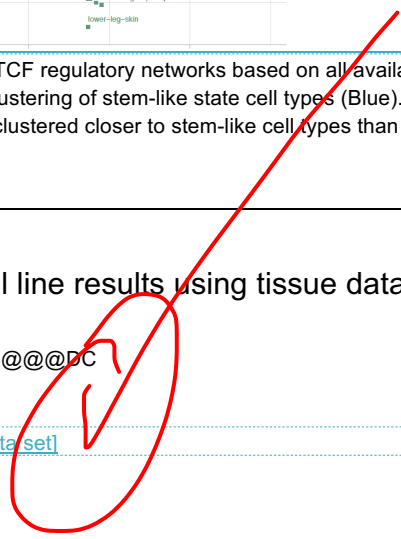 lower-leg-skin
TCF regulatory networks based on all availa
ustering of stem-like state cell types (Blue).
clustered closer to stem-like cell types than
l line results using tissue data
@@@DC
ta set]